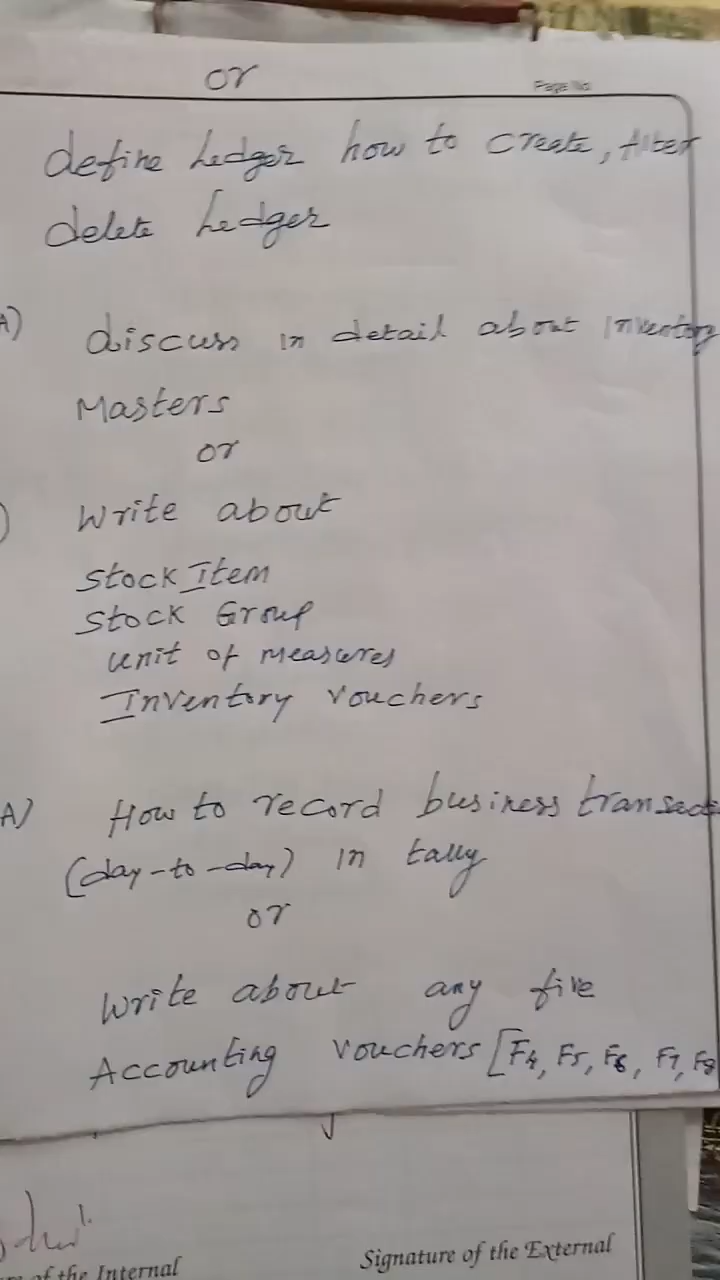 or
Page No
define Ledger how to create, Alter
delete Ledger
A) discuss in detail about Inventory
Masters
or
) Write about
Stock Item
Stock Group
unit of measures
Inventory vouchers
A) How to record business transact
(day-to-day) in tally
or
Write about any five
Accounting vouchers [F4, F5, F6, F7, F8
of the Internal
Signature of the External